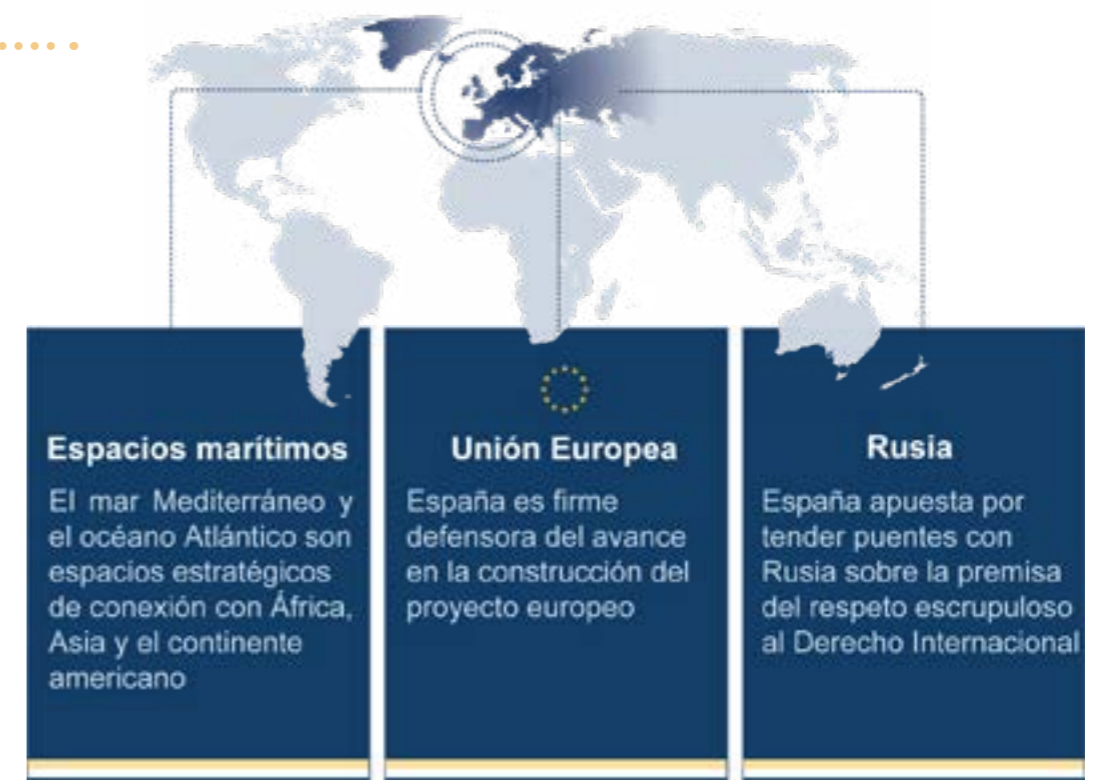 Espacios marítimos
El mar Mediterráneo y
el océano Atlántico son
espacios estratégicos
de conexión con África,
Asia y el continente
americano
Unión Europea
España es firme
defensora del avance
en la construcción del
proyecto europeo
Rusia
España apuesta por
tender puentes con
Rusia sobre la premisa
del respeto escrupuloso
al Derecho Internacional